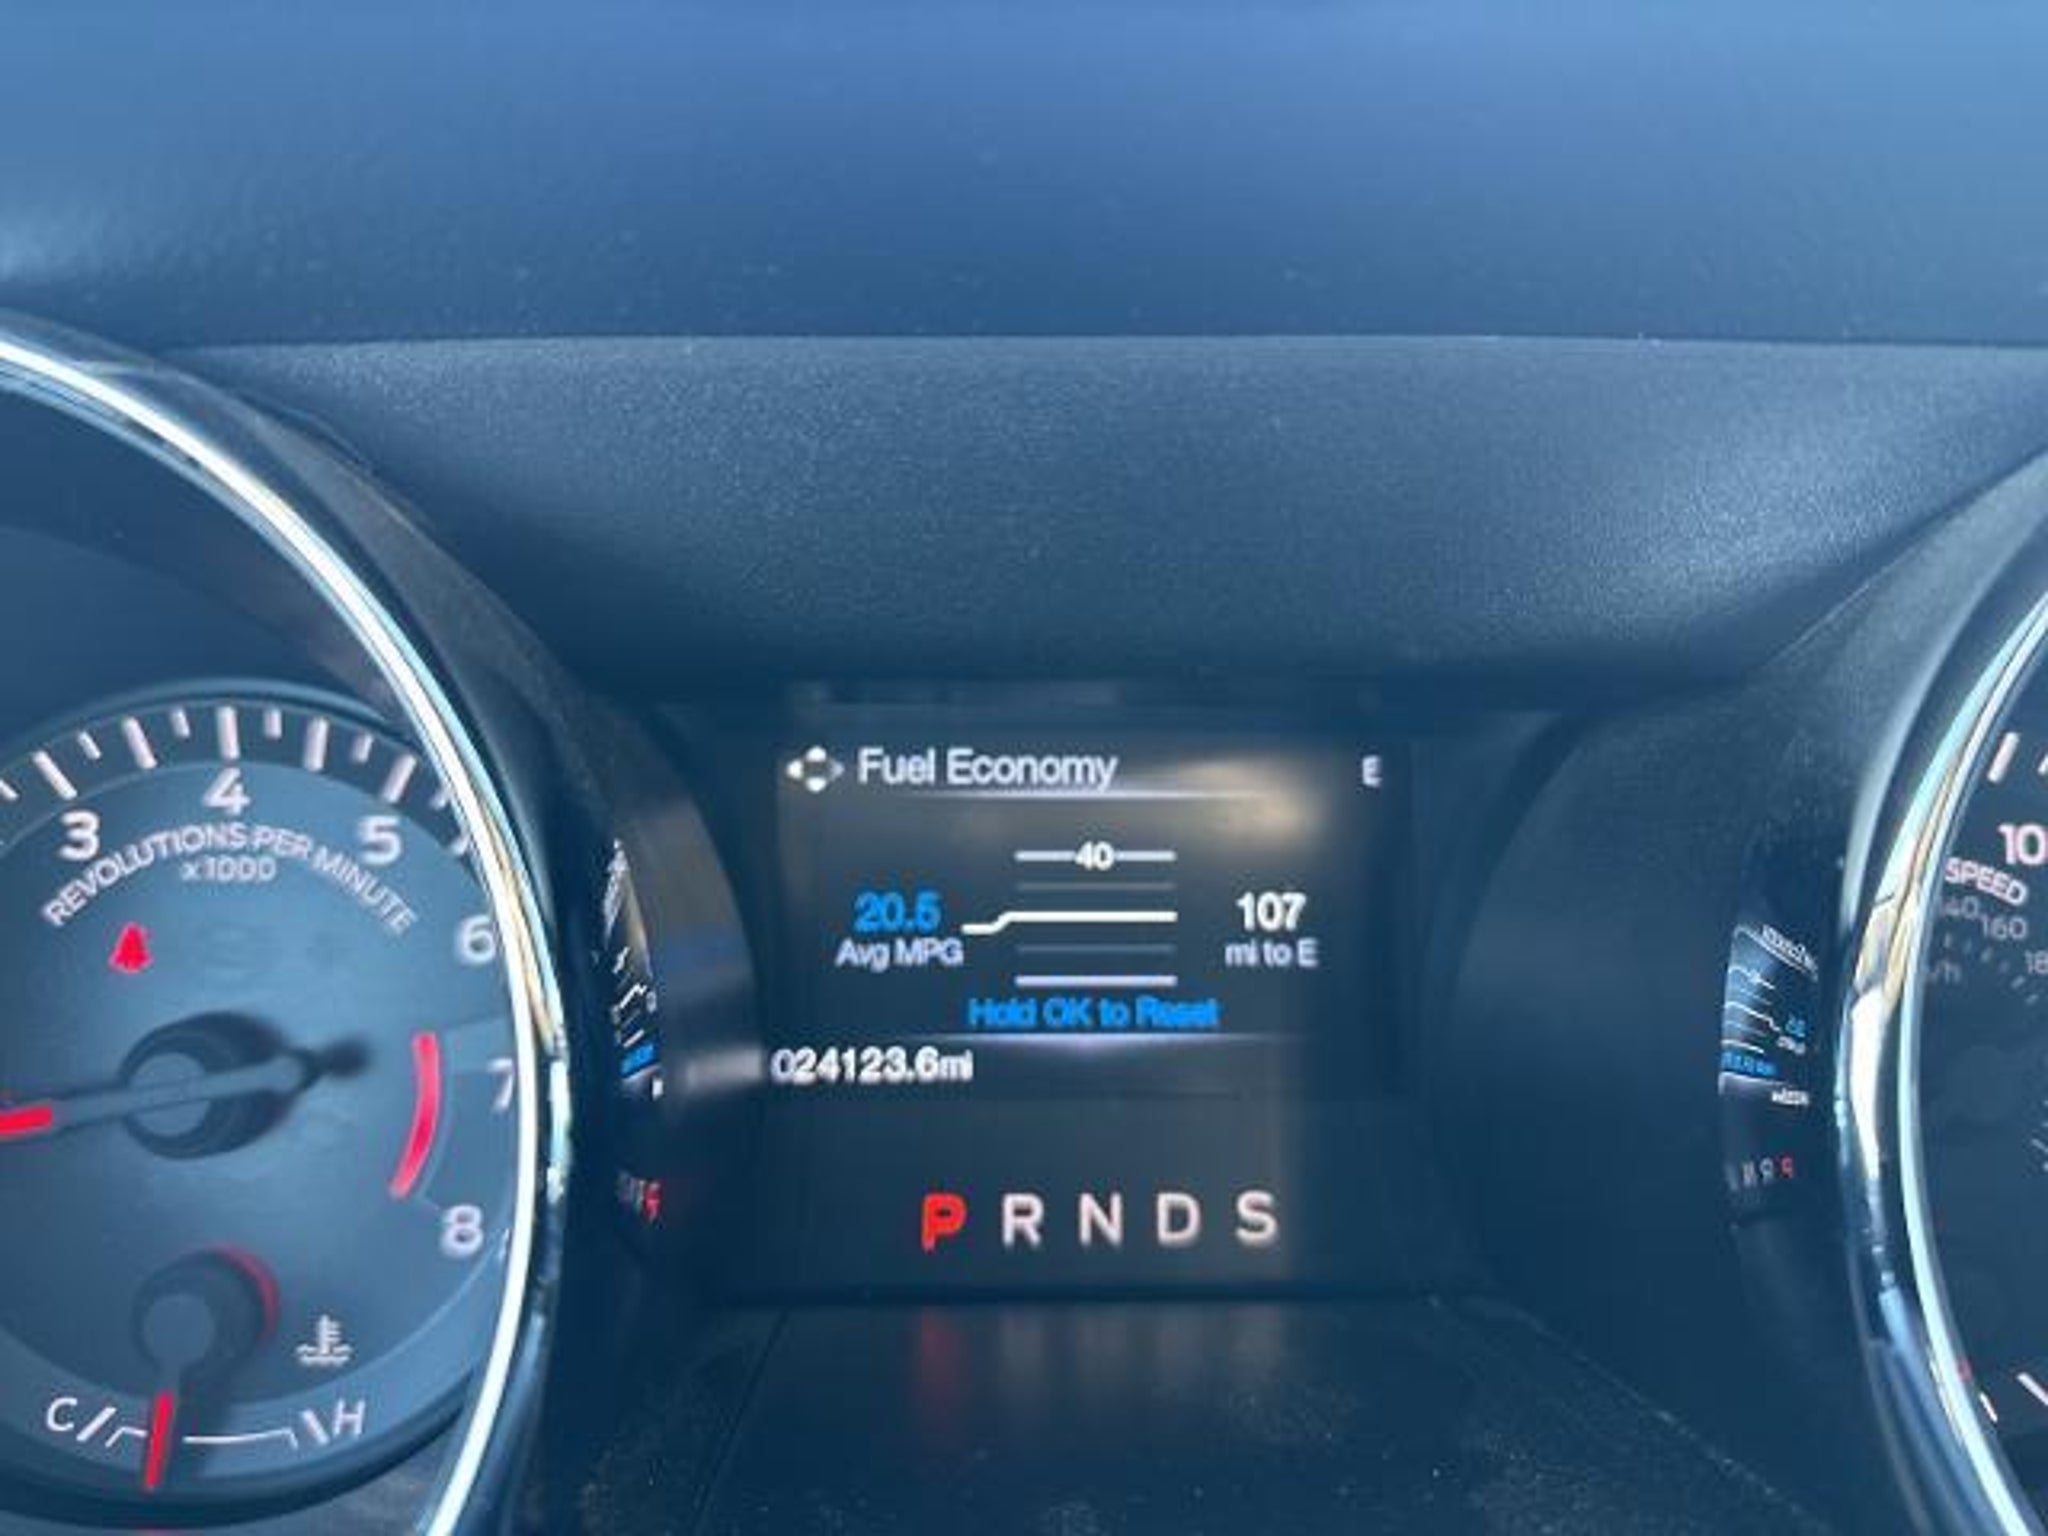 Fuel Economy E
40
20.5 107
Avg MPG mi to E
Hold OK to Reset
024123.6mi
P R N D S
3 4 5 6 7 8
REVOLUTIONS PER MINUTE
x1000
C H
10
SPEED
140 160